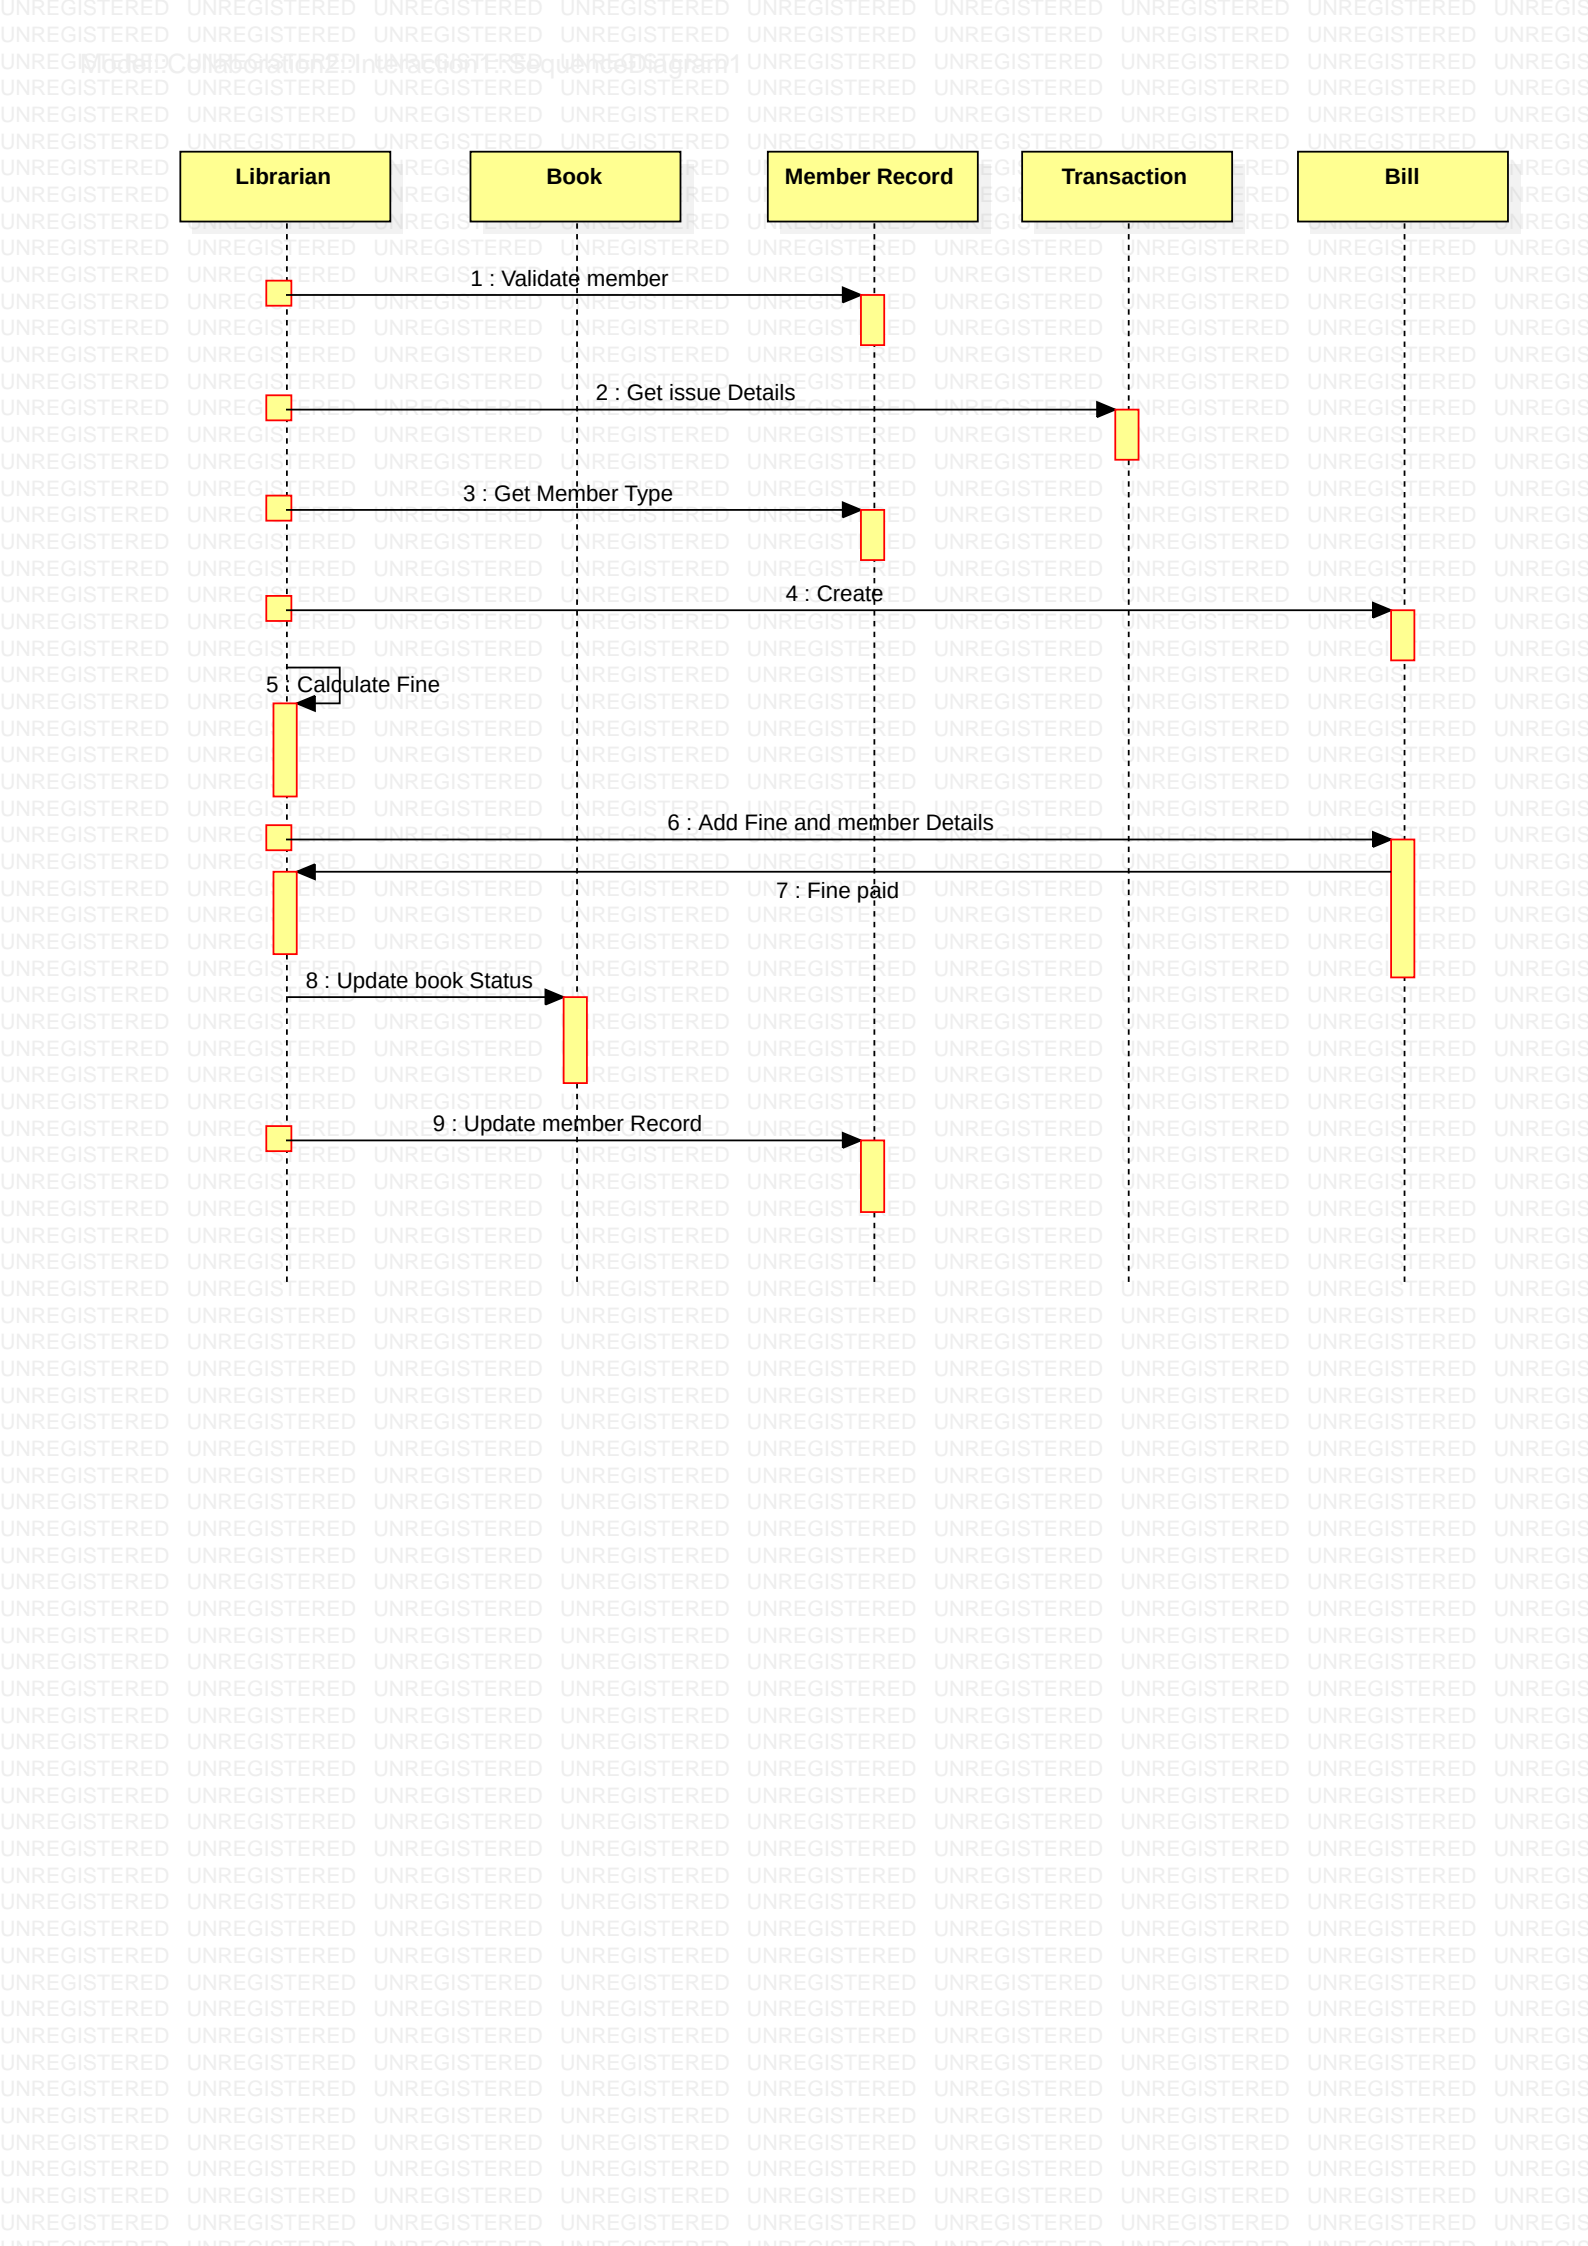 Model::Collaboration2::Interaction1::SequenceDiagram1
Librarian
Book
Member Record
Transaction
Bill
1 : Validate member
2 : Get issue Details
3 : Get Member Type
4 : Create
5 : Calculate Fine
6 : Add Fine and member Details
7 : Fine paid
8 : Update book Status
9 : Update member Record
UNREGISTERED